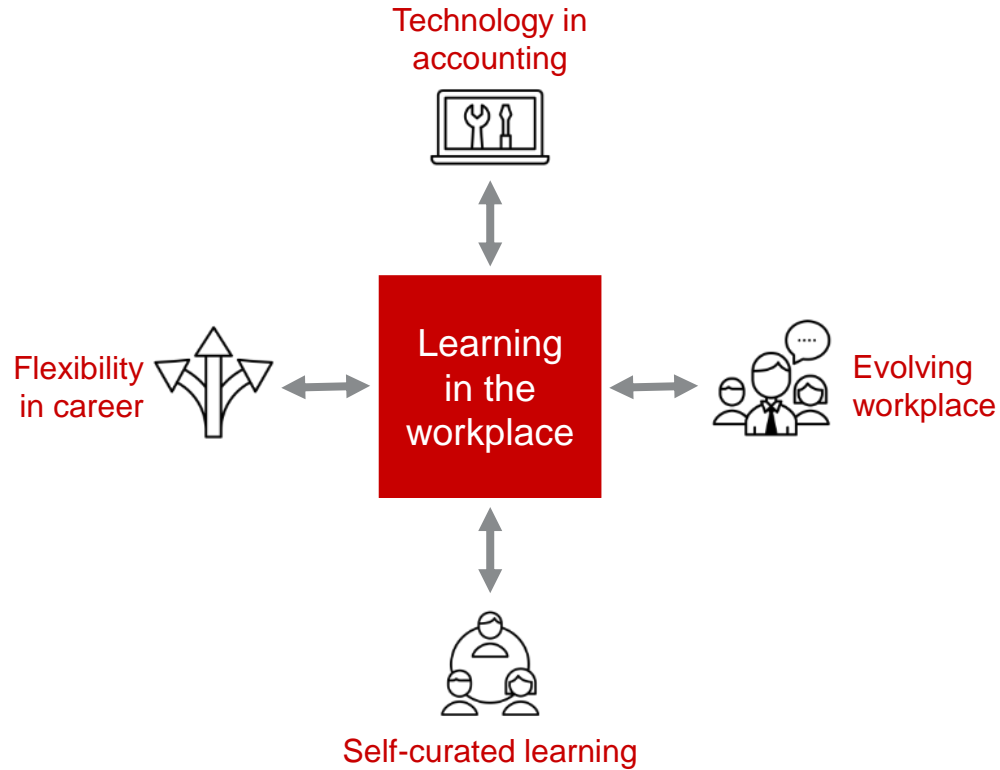 Technology in
accounting
Flexibility
in career
Learning
in the
workplace
Evolving
workplace
Self-curated learning